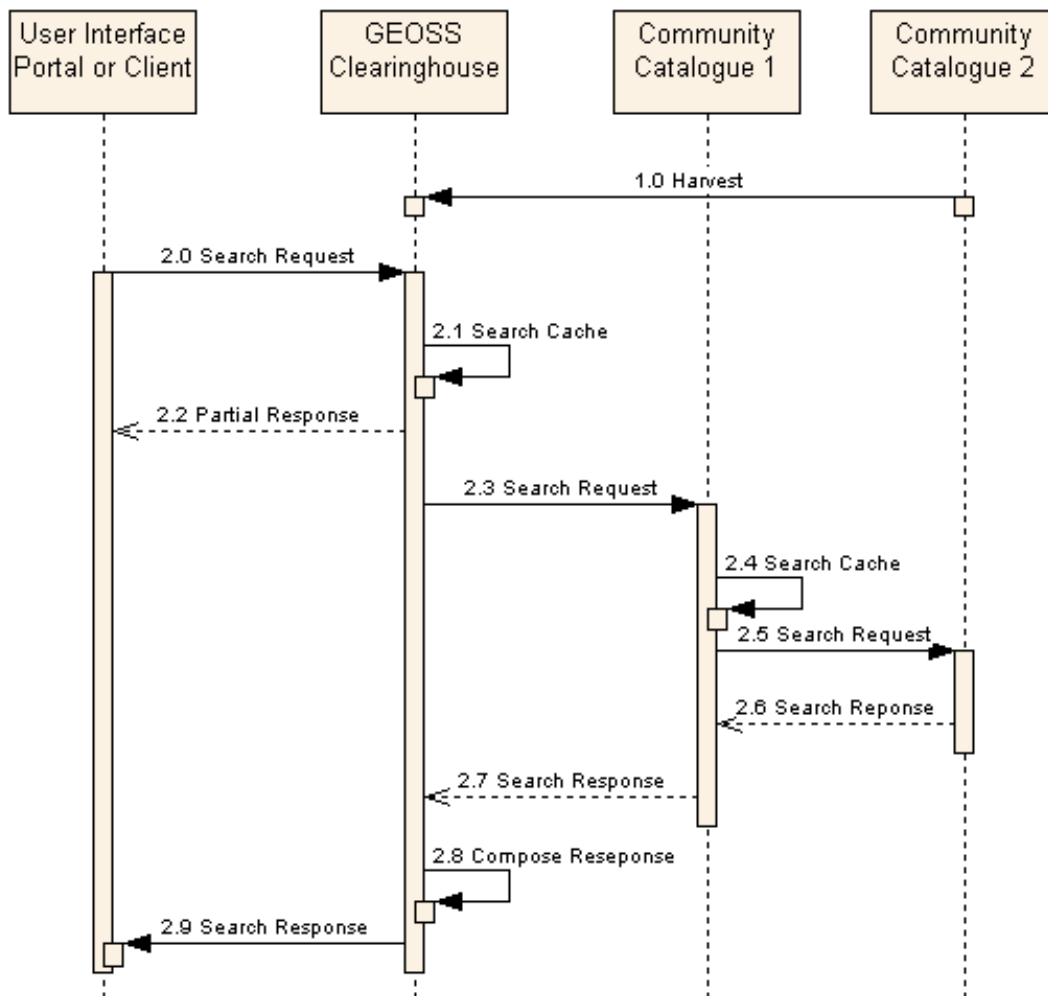 User Interface
Portal or Client
GEOSS
Clearinghouse
Community
Catalogue 1
Community
Catalogue 2
1.0 Harvest
2.0 Search Request
2.1 Search Cache
2.2 Partial Response
2.3 Search Request
2.4 Search Cache
2.5 Search Request
2.6 Search Reponse
2.7 Search Response
2.8 Compose Reseponse
2.9 Search Response